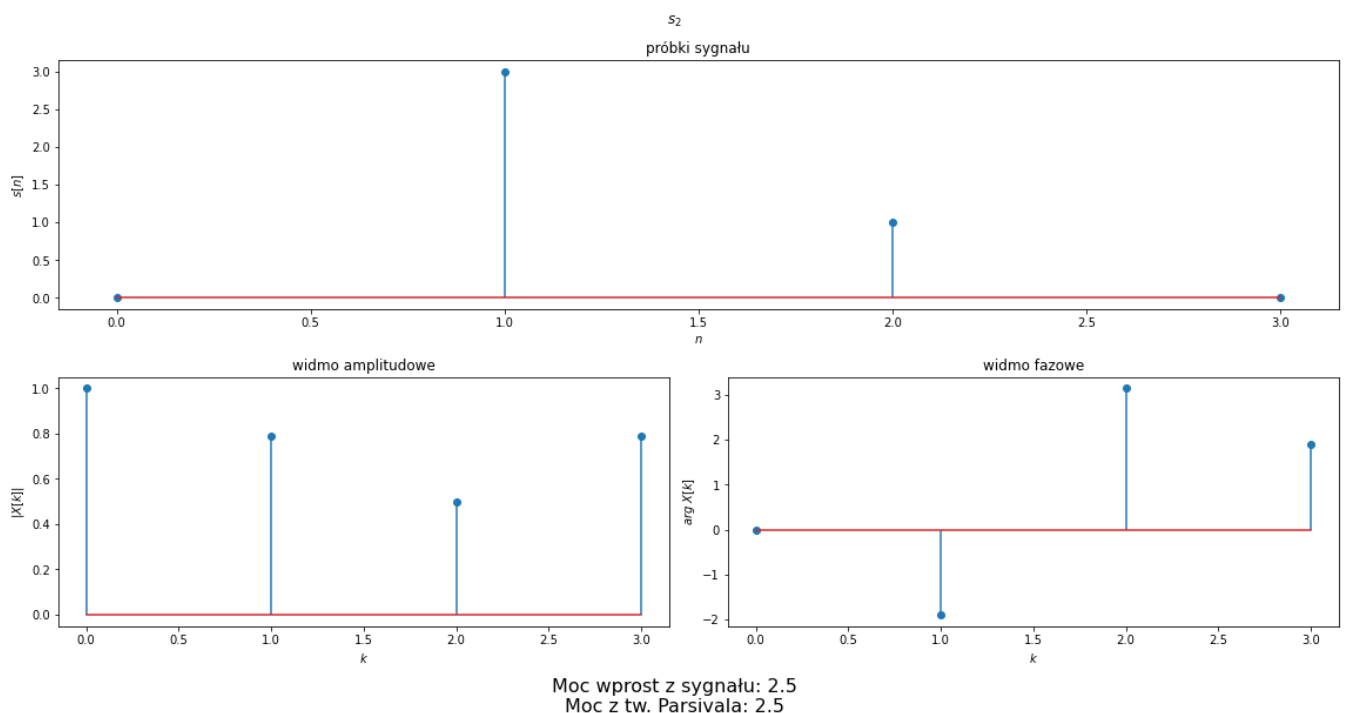 s₂
próbki sygnału
3.0
2.5
2.0
1.5
1.0
0.5
0.0
s[n]
0.0 0.5 1.0 1.5 2.0 2.5 3.0
n
widmo amplitudowe
1.0
0.8
0.6
0.4
0.2
0.0
|X[k]|
0.0 0.5 1.0 1.5 2.0 2.5 3.0
k
widmo fazowe
3
2
1
0
−1
−2
arg X[k]
0.0 0.5 1.0 1.5 2.0 2.5 3.0
k
Moc wprost z sygnału: 2.5
Moc z tw. Parsivala: 2.5